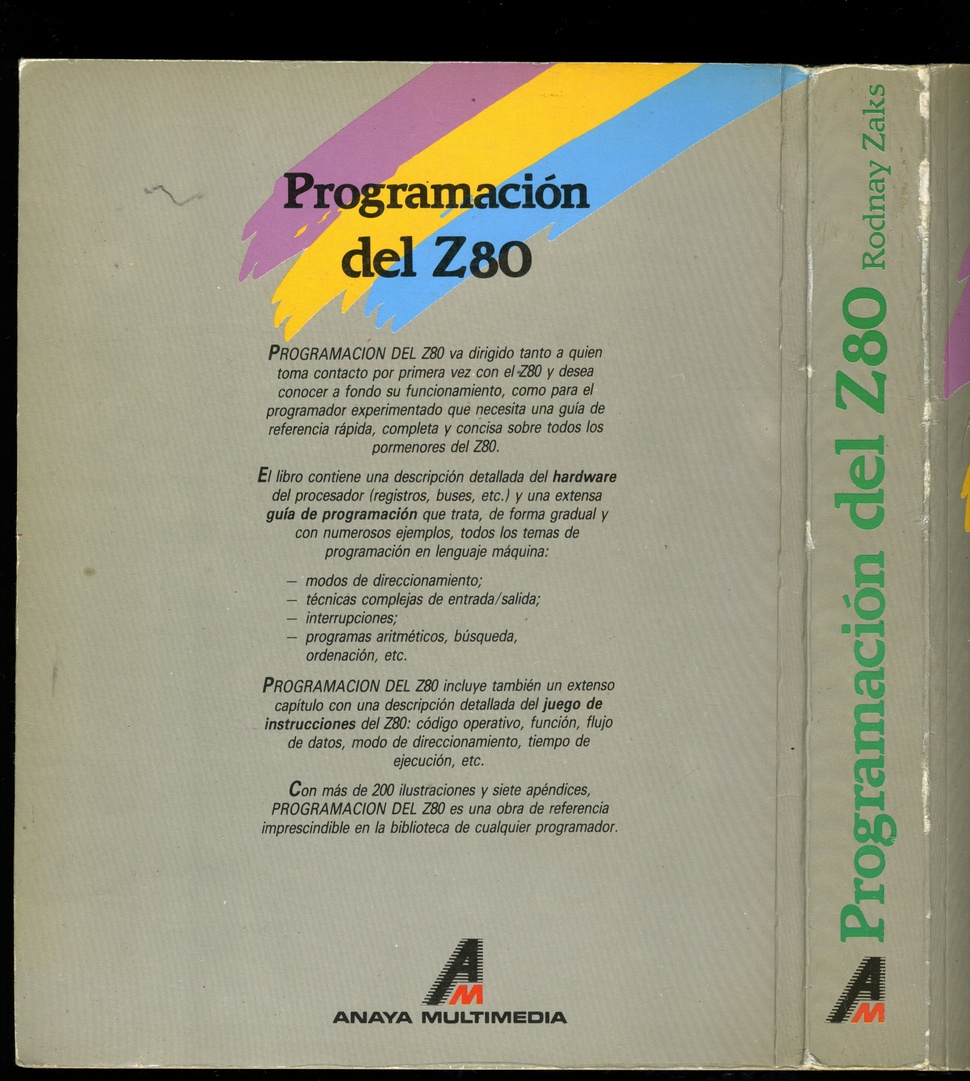 Programación
del Z80
PROGRAMACION DEL Z80 va dirigido tanto a quien
toma contacto por primera vez con el Z80 y desea
conocer a fondo su funcionamiento, como para el
programador experimentado que necesita una guía de
referencia rápida, completa y concisa sobre todos los
pormenores del Z80.
El libro contiene una descripción detallada del hardware
del procesador (registros, buses, etc.) y una extensa
guía de programación que trata, de forma gradual y
con numerosos ejemplos, todos los temas de
programación en lenguaje máquina:
— modos de direccionamiento;
— técnicas complejas de entrada/salida;
— interrupciones;
— programas aritméticos, búsqueda,
ordenación, etc.
PROGRAMACION DEL Z80 incluye también un extenso
capítulo con una descripción detallada del juego de
instrucciones del Z80: código operativo, función, flujo
de datos, modo de direccionamiento, tiempo de
ejecución, etc.
Con más de 200 ilustraciones y siete apéndices,
PROGRAMACION DEL Z80 es una obra de referencia
imprescindible en la biblioteca de cualquier programador.
AM
ANAYA MULTIMEDIA
AM Programación del Z80 Rodnay Zaks